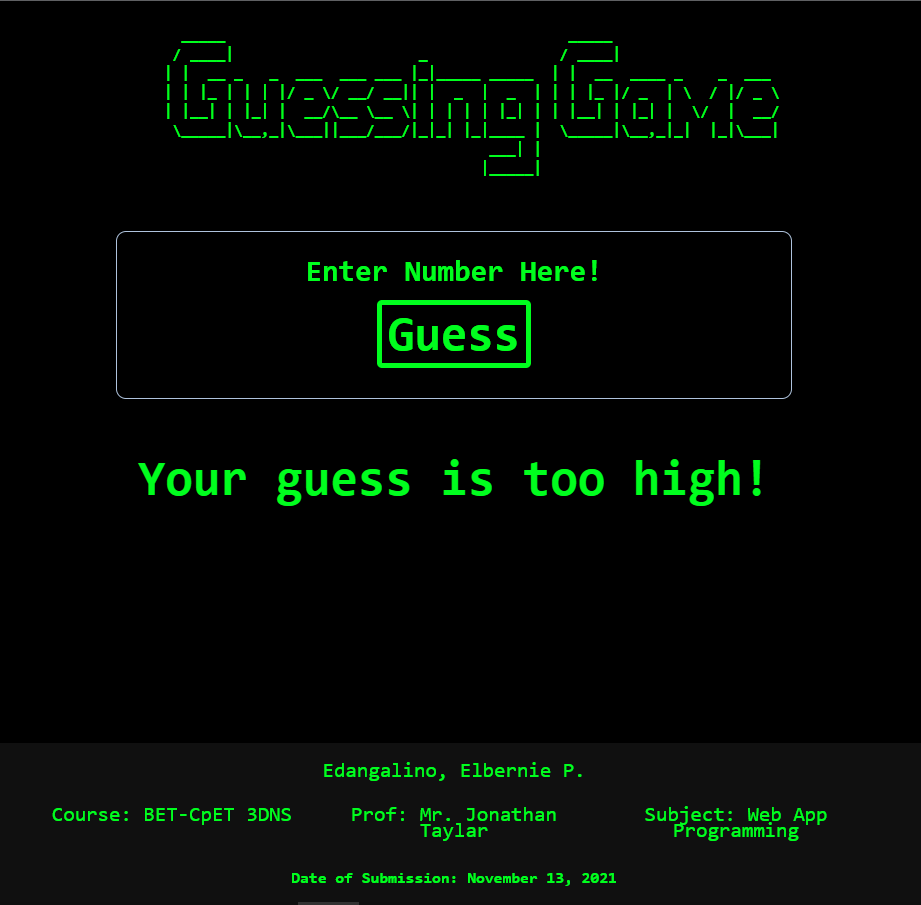 Guessing Game
Enter Number Here!
Guess
Your guess is too high!
Edangalino, Elbernie P.
Course: BET-CpET 3DNS
Prof: Mr. Jonathan
Taylar
Subject: Web App
Programming
Date of Submission: November 13, 2021